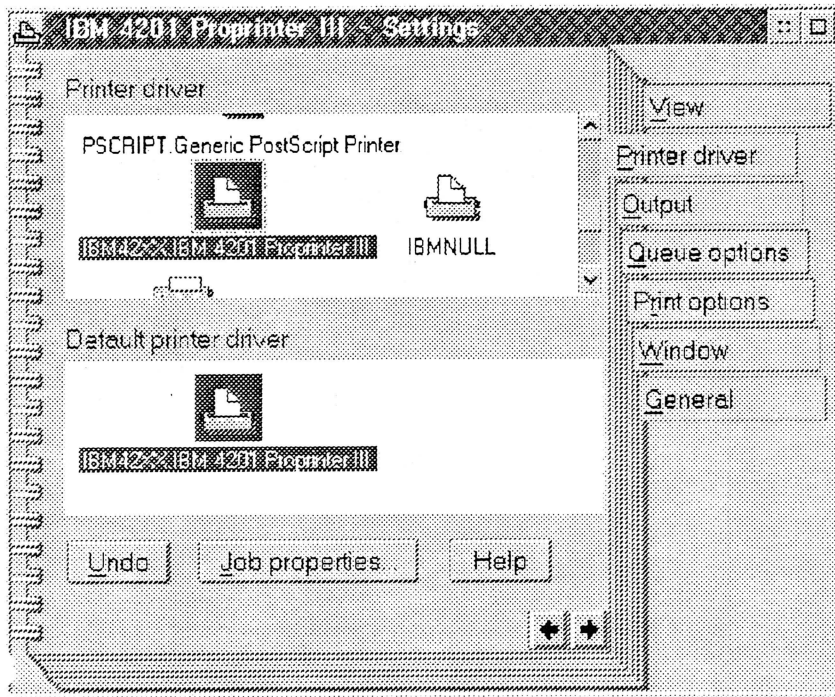 IBM 4201 Proprinter III - Settings
Printer driver
PSCRIPT.Generic PostScript Printer
IBM42XX.IBM 4201 Proprinter III
IBMNULL
Default printer driver
IBM42XX.IBM 4201 Proprinter III
Undo
Job properties...
Help
View
Printer driver
Output
Queue options
Print options
Window
General